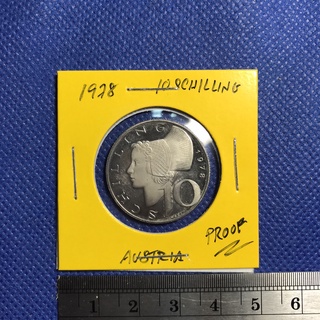 1978 — 10 SCHILLING
SCHILLING
1978
10
AUSTRIA
PROOF
1 2 3 4 5 6